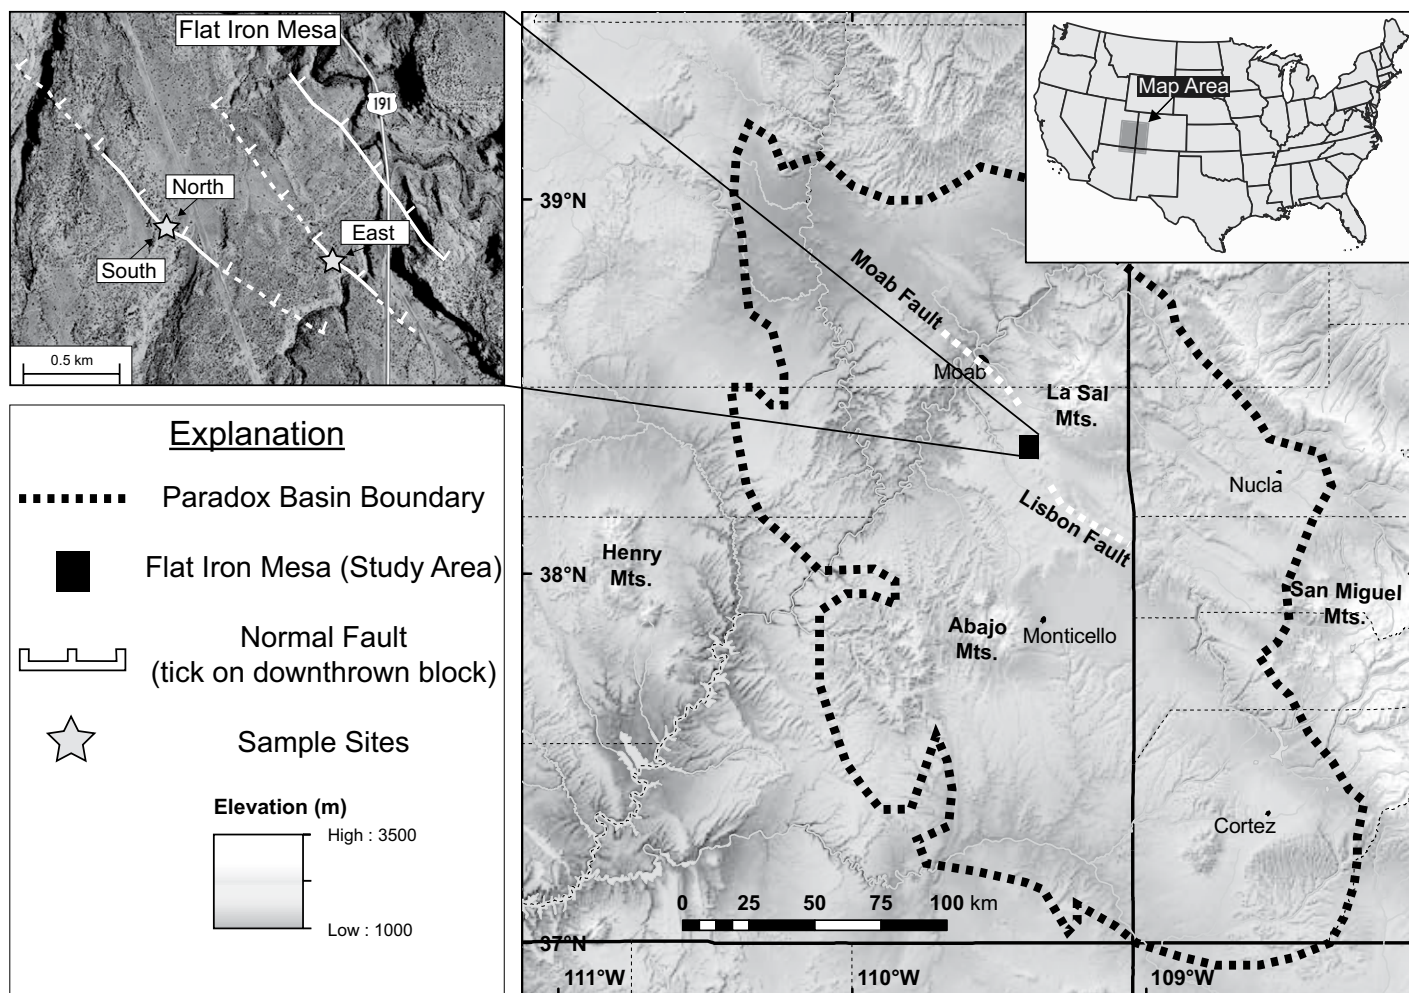 Flat Iron Mesa
191
North
East
South
0.5 km
Explanation
Paradox Basin Boundary
Flat Iron Mesa (Study Area)
Normal Fault
(tick on downthrown block)
Sample Sites
Elevation (m)
High : 3500
Low : 1000
Map Area
39°N
Moab Fault
Moab
La Sal
Mts.
Nucla
Lisbon Fault
Henry
Mts.
38°N
San Miguel
Mts.
Abajo
Mts.
Monticello
Cortez
0 25 50 75 100 km
37°N
111°W
110°W
109°W